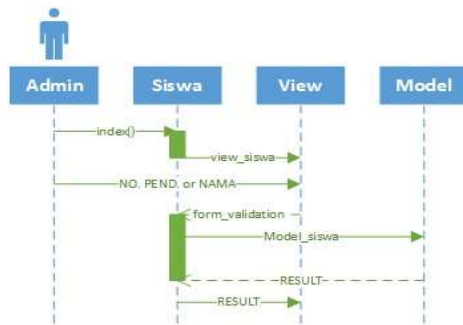 Admin
Siswa
View
Model
index()
view_siswa
NO. PEND. or NAMA
form_validation
Model_siswa
RESULT
RESULT